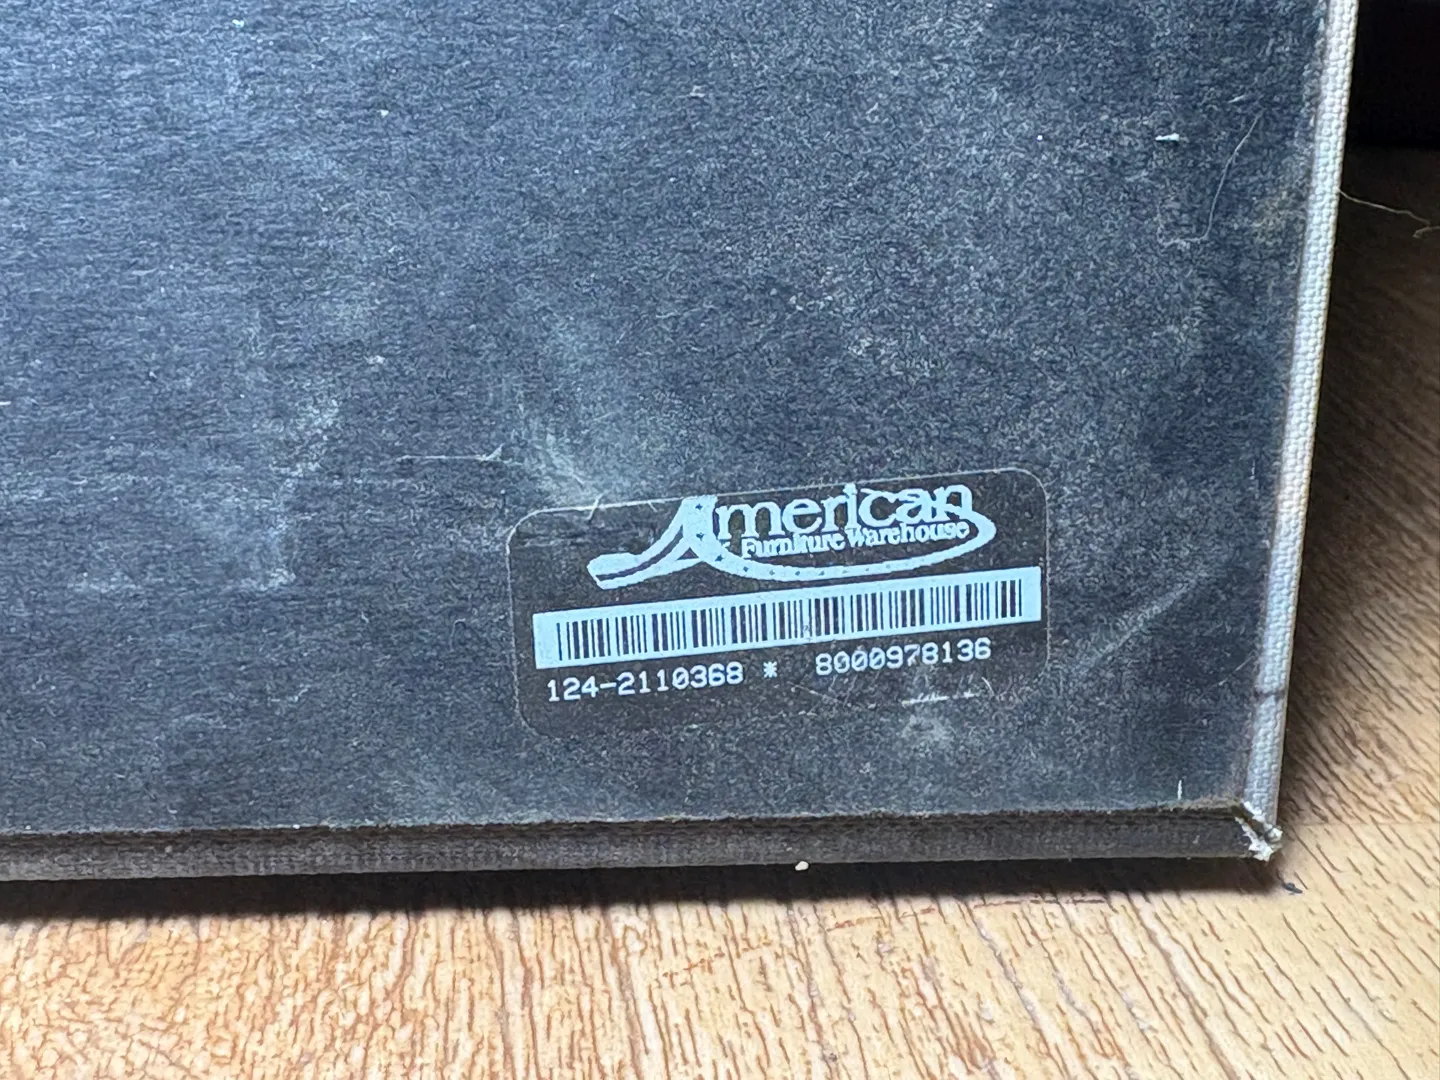 American
Furniture Warehouse
124-2110368 * 8000978136